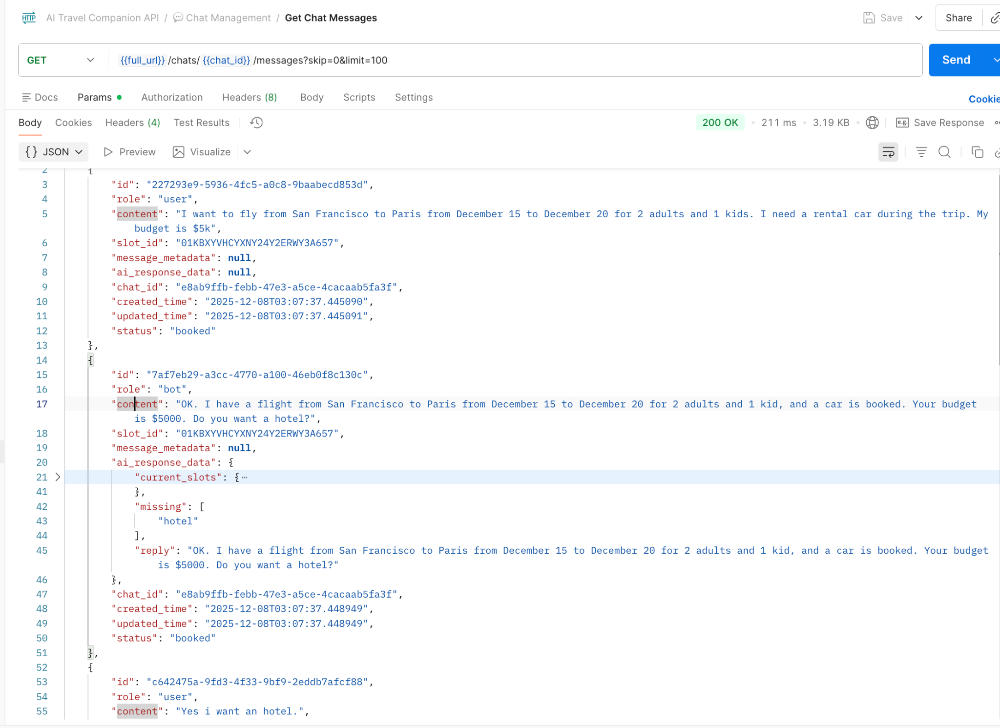 HTTP AI Travel Companion API / Chat Management / Get Chat Messages Save Share
GET {{full_url}} /chats/ {{chat_id}} /messages?skip=0&limit=100 Send
Docs Params Authorization Headers (8) Body Scripts Settings Cookie
Body Cookies Headers (4) Test Results 200 OK • 211 ms • 3.19 KB e.g. Save Response
{} JSON Preview Visualize
2 {
3 "id": "227293e9-5936-4fc5-a0c8-9baabecd853d",
4 "role": "user",
5 "content": "I want to fly from San Francisco to Paris from December 15 to December 20 for 2 adults and 1 kids. I need a rental car during the trip. My
budget is $5k",
6 "slot_id": "01KBXYVHCYXNY24Y2ERWY3A657",
7 "message_metadata": null,
8 "ai_response_data": null,
9 "chat_id": "e8ab9ffb-febb-47e3-a5ce-4cacaab5fa3f",
10 "created_time": "2025-12-08T03:07:37.445090",
11 "updated_time": "2025-12-08T03:07:37.445091",
12 "status": "booked"
13 },
14 {
15 "id": "7af7eb29-a3cc-4770-a100-46eb0f8c130c",
16 "role": "bot",
17 "content": "OK. I have a flight from San Francisco to Paris from December 15 to December 20 for 2 adults and 1 kid, and a car is booked. Your budget
is $5000. Do you want a hotel?",
18 "slot_id": "01KBXYVHCYXNY24Y2ERWY3A657",
19 "message_metadata": null,
20 "ai_response_data": {
21 "current_slots": {⋯
41 },
42 "missing": [
43 "hotel"
44 ],
45 "reply": "OK. I have a flight from San Francisco to Paris from December 15 to December 20 for 2 adults and 1 kid, and a car is booked. Your budget
is $5000. Do you want a hotel?"
46 },
47 "chat_id": "e8ab9ffb-febb-47e3-a5ce-4cacaab5fa3f",
48 "created_time": "2025-12-08T03:07:37.448949",
49 "updated_time": "2025-12-08T03:07:37.448949",
50 "status": "booked"
51 },
52 {
53 "id": "c642475a-9fd3-4f33-9bf9-2eddb7afcf88",
54 "role": "user",
55 "content": "Yes i want an hotel.",